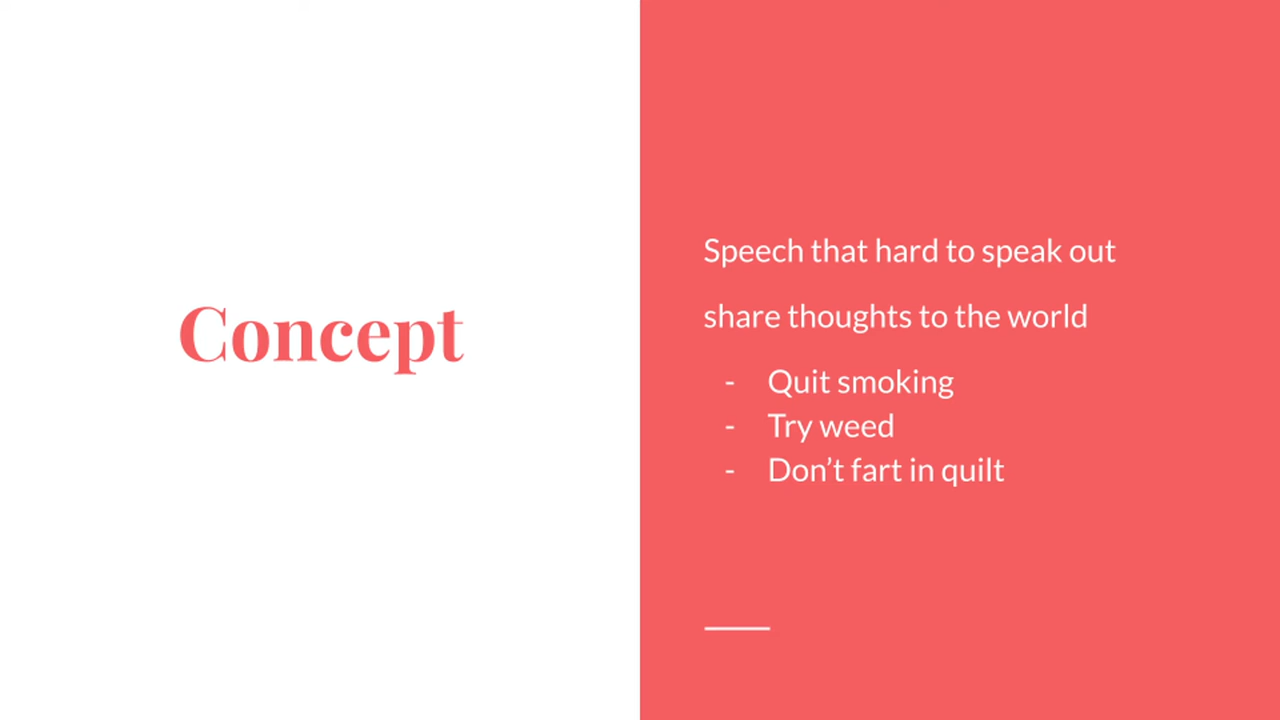 Concept
Speech that hard to speak out
share thoughts to the world
- Quit smoking
- Try weed
- Don’t fart in quilt